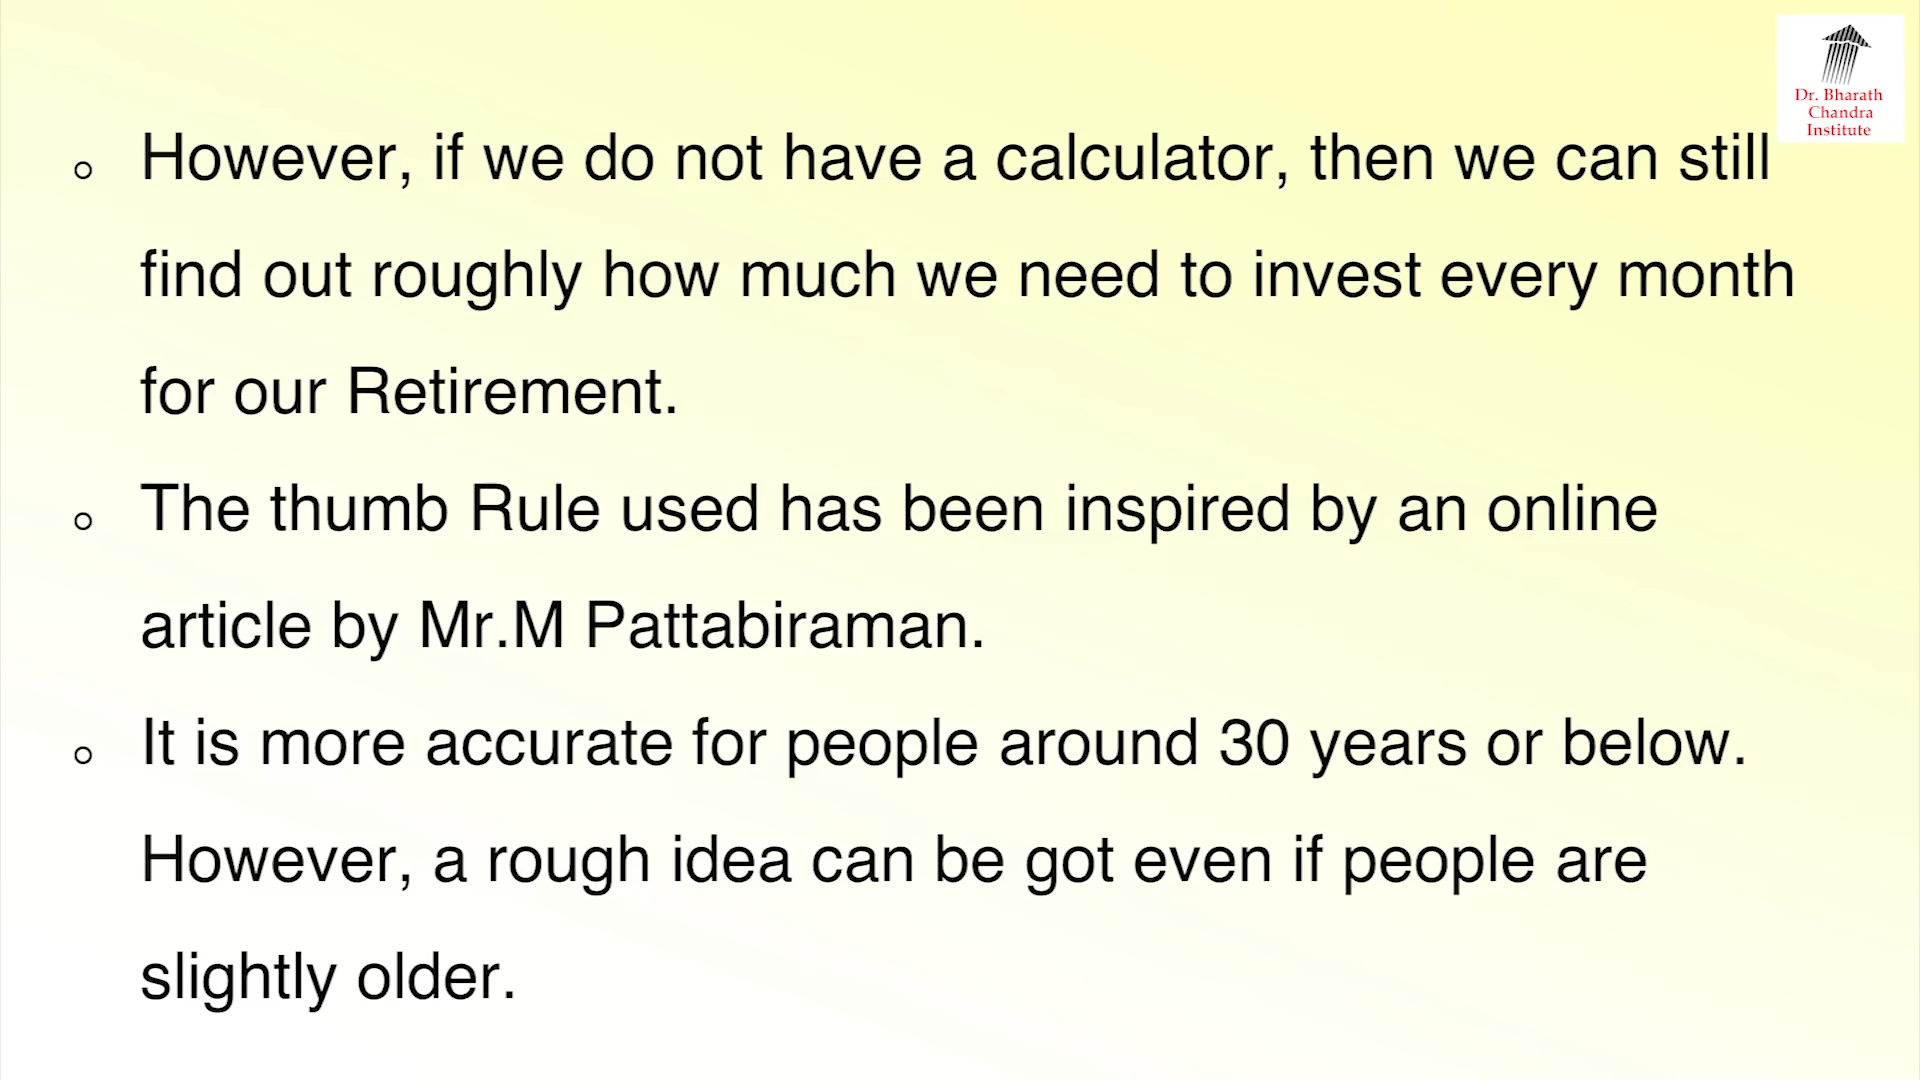 Dr. Bharath
Chandra
Institute
However, if we do not have a calculator, then we can still
find out roughly how much we need to invest every month
for our Retirement.
The thumb Rule used has been inspired by an online
article by Mr.M Pattabiraman.
It is more accurate for people around 30 years or below.
However, a rough idea can be got even if people are
slightly older.